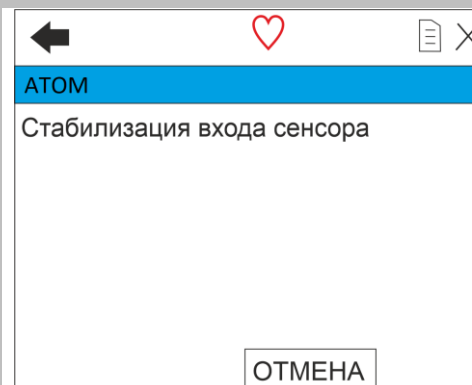 АТОМ
Стабилизация входа сенсора
ОТМЕНА